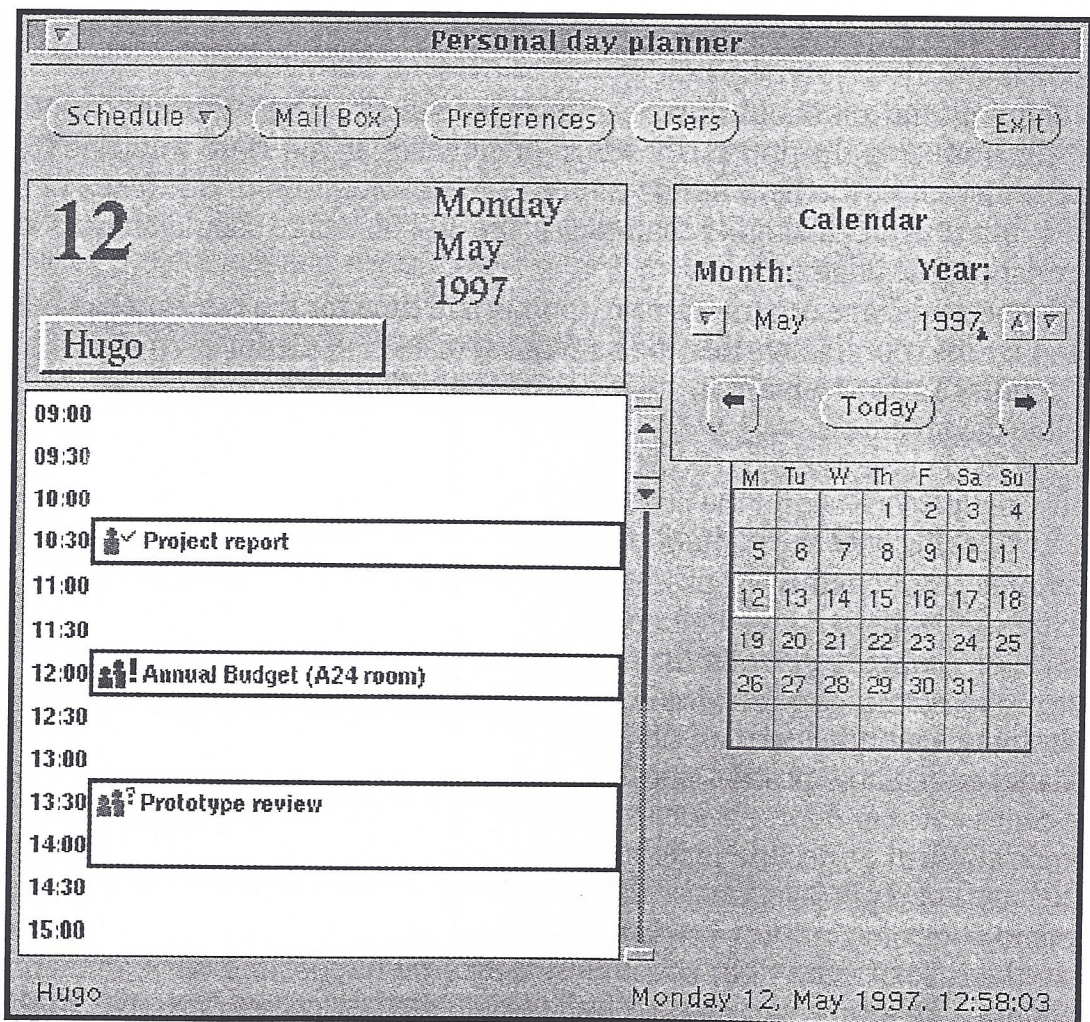 Personal day planner
Schedule Mail Box Preferences Users Exit
12
Monday
May
1997
Hugo
09:00
09:30
10:00
10:30 Project report
11:00
11:30
12:00 ! Annual Budget (A24 room)
12:30
13:00
13:30 ? Prototype review
14:00
14:30
15:00
Calendar
Month: Year:
May 1997
Today
M Tu W Th F Sa Su
1 2 3 4
5 6 7 8 9 10 11
12 13 14 15 16 17 18
19 20 21 22 23 24 25
26 27 28 29 30 31
Hugo
Monday 12, May 1997, 12:58:03